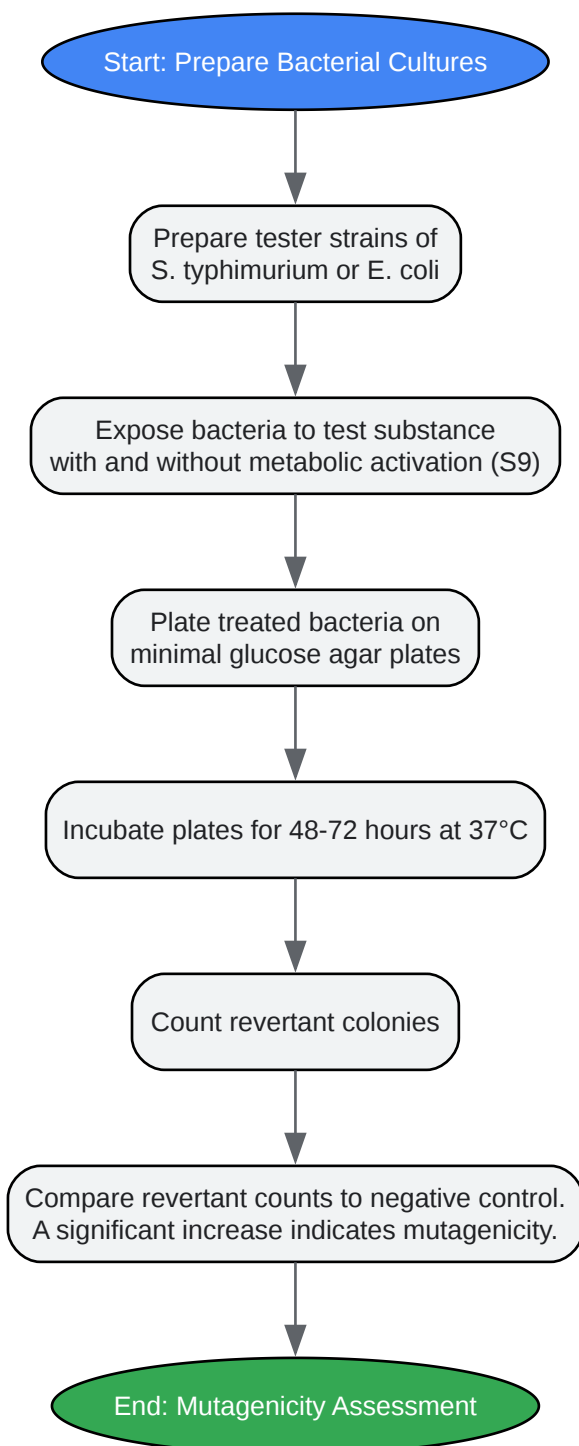 Start: Prepare Bacterial Cultures
Prepare tester strains of
S. typhimurium or E. coli
Expose bacteria to test substance
with and without metabolic activation (S9)
Plate treated bacteria on
minimal glucose agar plates
Incubate plates for 48-72 hours at 37°C
Count revertant colonies
Compare revertant counts to negative control.
A significant increase indicates mutagenicity.
End: Mutagenicity Assessment